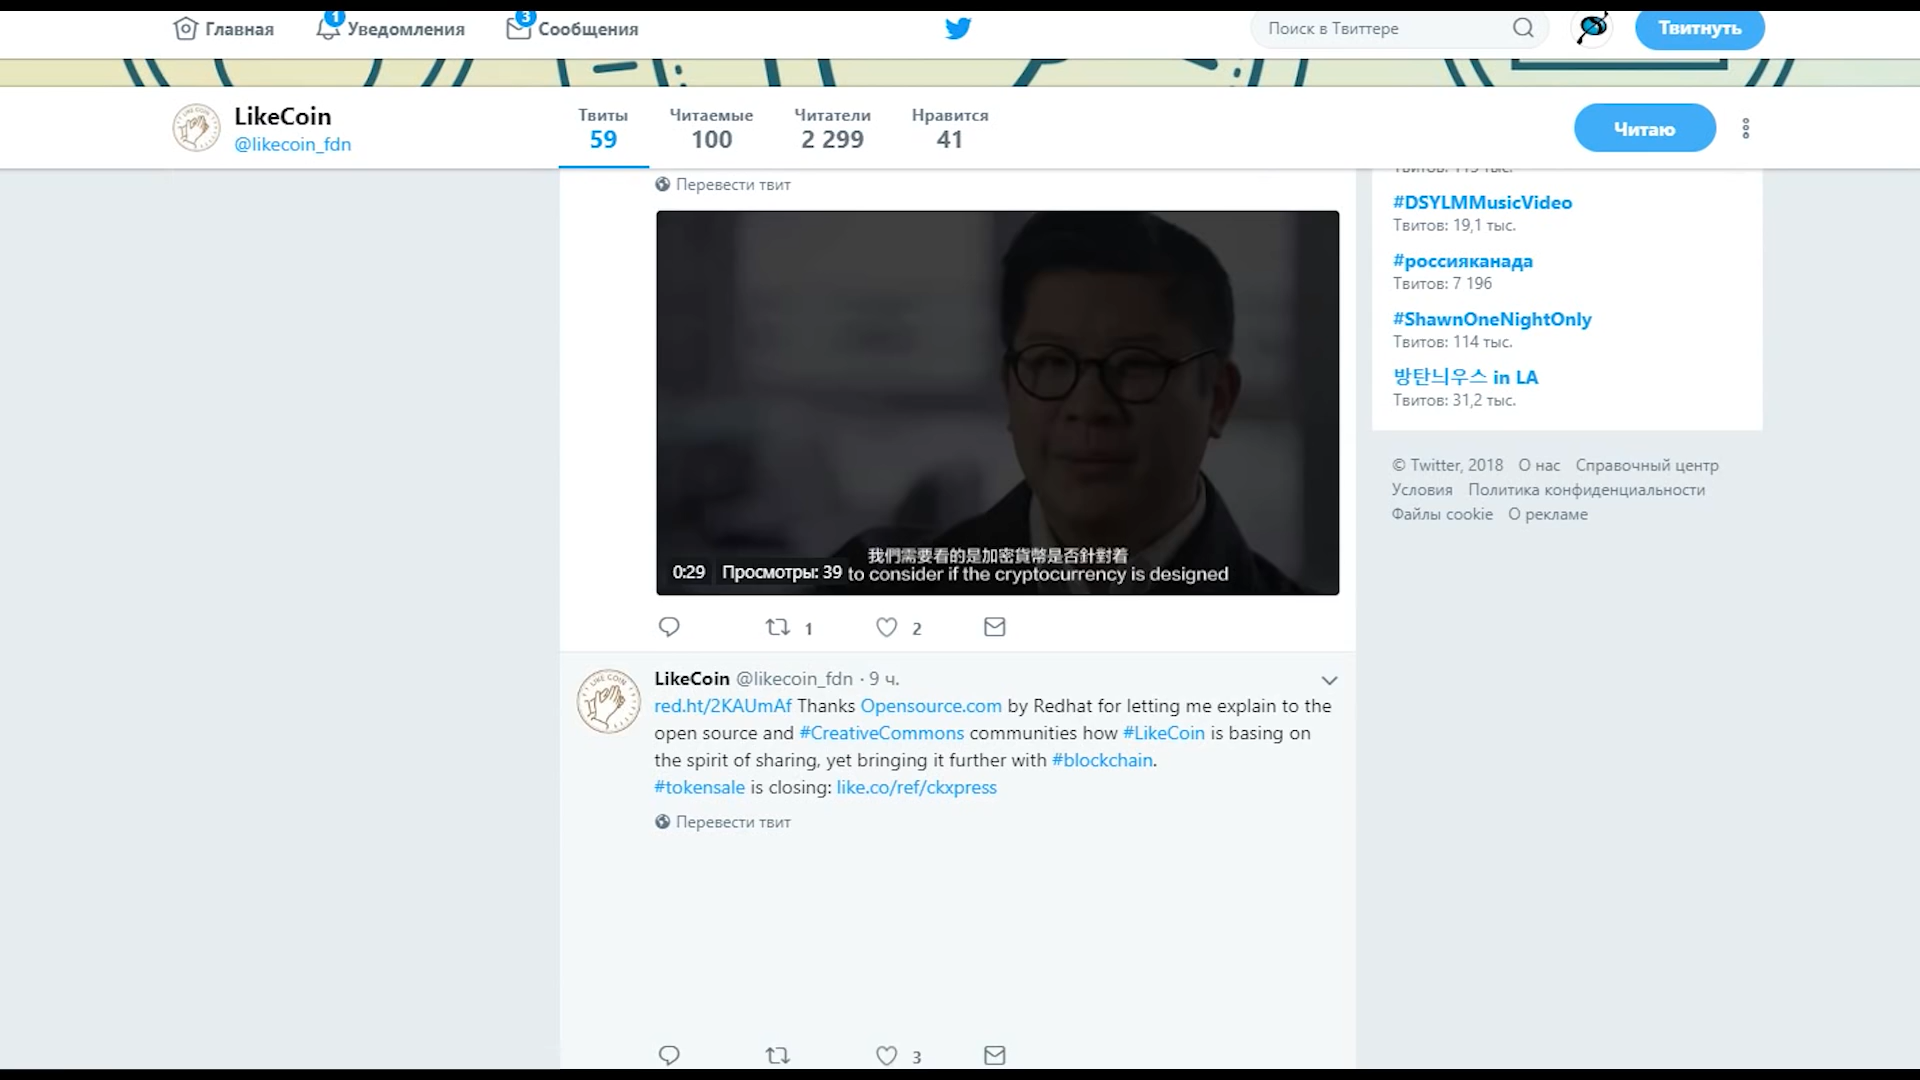 Главная
1
Уведомления
3
Сообщения
Поиск в Твиттере
Твитнуть
LikeCoin
@likecoin_fdn
Твиты
59
Читаемые
100
Читатели
2 299
Нравится
41
Читаю
Перевести твит
我們需要看的是加密貨幣是否針對着
0:29 Просмотры: 39 to consider if the cryptocurrency is designed
1
2
LIKE COIN
LikeCoin @likecoin_fdn · 9 ч.
red.ht/2KAUmAf Thanks Opensource.com by Redhat for letting me explain to the
open source and #CreativeCommons communities how #LikeCoin is basing on
the spirit of sharing, yet bringing it further with #blockchain.
#tokensale is closing: like.co/ref/ckxpress
Перевести твит
3
#DSYLMMusicVideo
Твитов: 19,1 тыс.
#россияканада
Твитов: 7 196
#ShawnOneNightOnly
Твитов: 114 тыс.
방탄늬우스 in LA
Твитов: 31,2 тыс.
© Twitter, 2018 О нас Справочный центр
Условия Политика конфиденциальности
Файлы cookie О рекламе